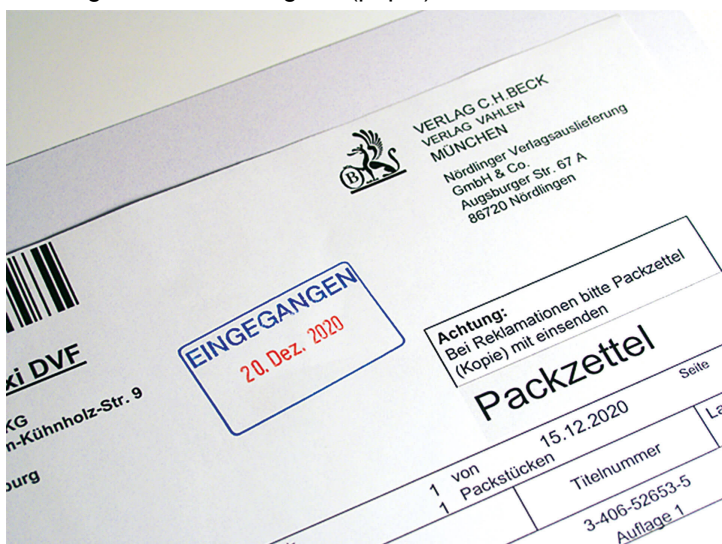 VERLAG C.H.BECK
VERLAG VAHLEN
MÜNCHEN
Nördlinger Verlagsauslieferung
GmbH & Co.
Augsburger Str. 67 A
86720 Nördlingen
B
EINGEGANGEN
20. Dez. 2020
Achtung:
Bei Reklamationen bitte Packzettel
(Kopie) mit einsenden
Packzettel
xi DVF
KG
m-Kühnholz-Str. 9
burg
15.12.2020
Seite
1 von
1 Packstücken
Titelnummer
La
3-406-52653-5
Auflage 1